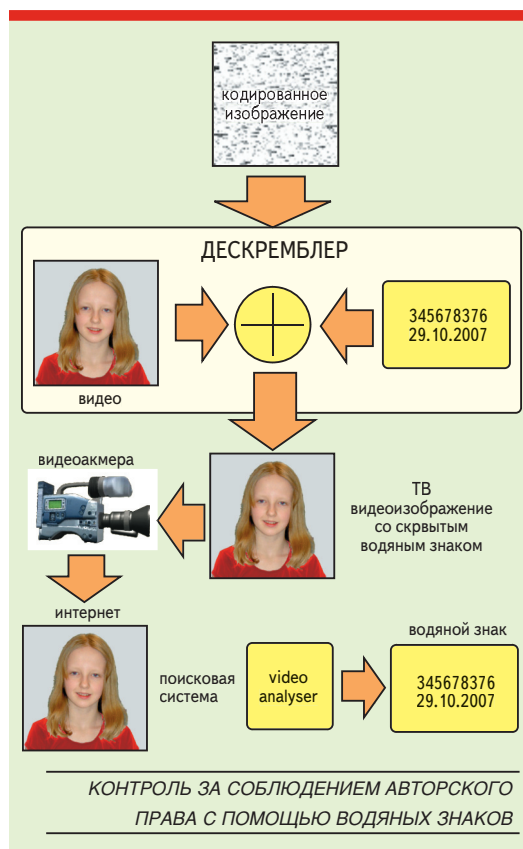 кодированное
изображение
ДЕСКРЕМБЛЕР
345678376
29.10.2007
видео
видеоакмера
ТВ
видеоизображение
со скрвытым
водяным знаком
интернет
поисковая
система
video
analyser
водяной знак
345678376
29.10.2007
КОНТРОЛЬ ЗА СОБЛЮДЕНИЕМ АВТОРСКОГО
ПРАВА С ПОМОЩЬЮ ВОДЯНЫХ ЗНАКОВ